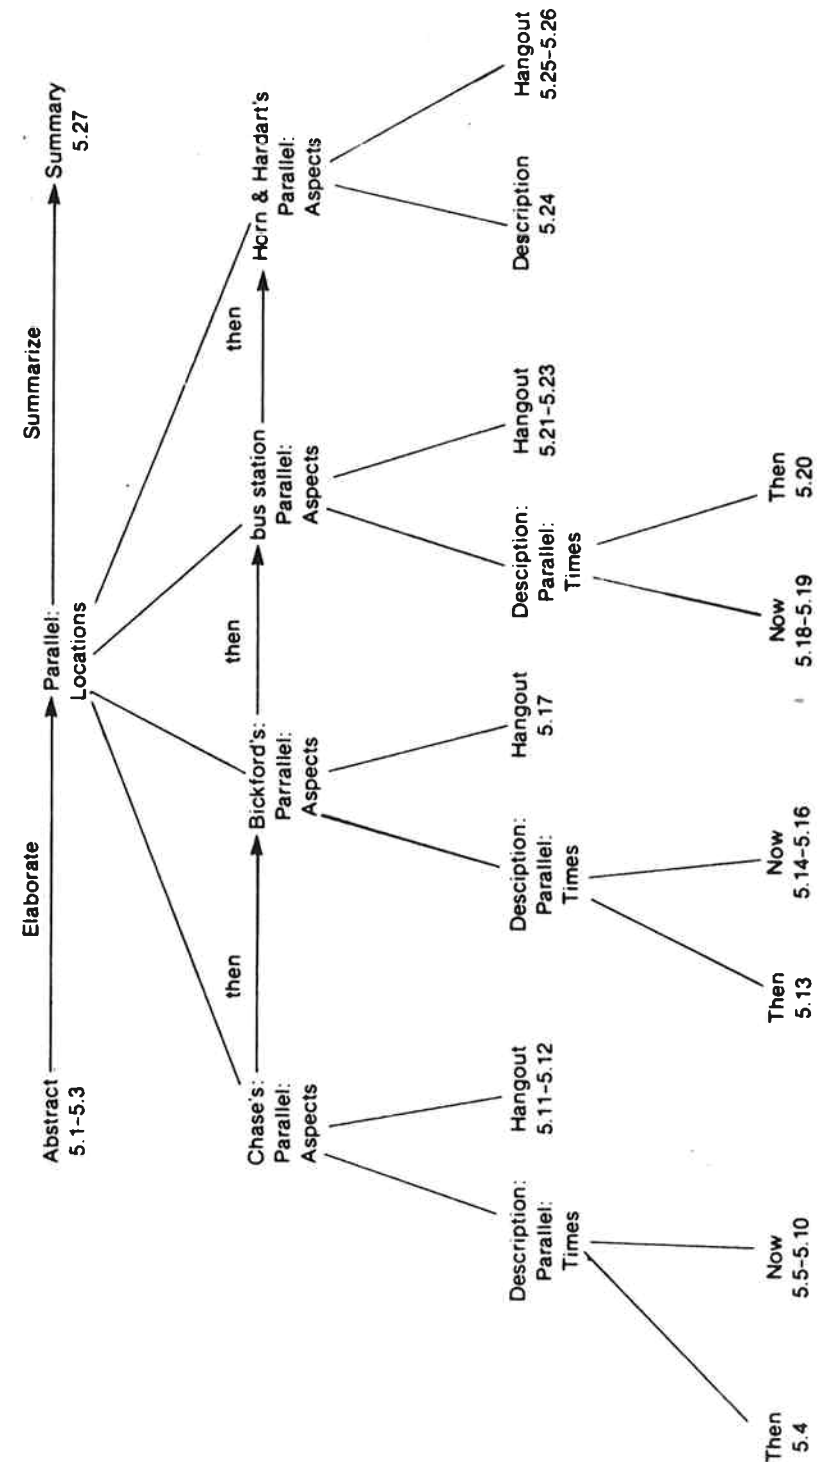 Elaborate
Summarize
Abstract
5.1–5.3
Parallel:
Locations
Summary
5.27
then
then
then
Chase's:
Parallel:
Aspects
Bickford's:
Parrallel:
Aspects
bus station
Parallel:
Aspects
Horn & Hardart's
Parallel:
Aspects
Description:
Parallel:
Times
Hangout
5.11–5.12
Desciption:
Parallel:
Times
Hangout
5.17
Desciption:
Parallel:
Times
Hangout
5.21–5.23
Description
5.24
Hangout
5.25–5.26
Then
5.4
Now
5.5–5.10
Then
5.13
Now
5.14–5.16
Now
5.18–5.19
Then
5.20